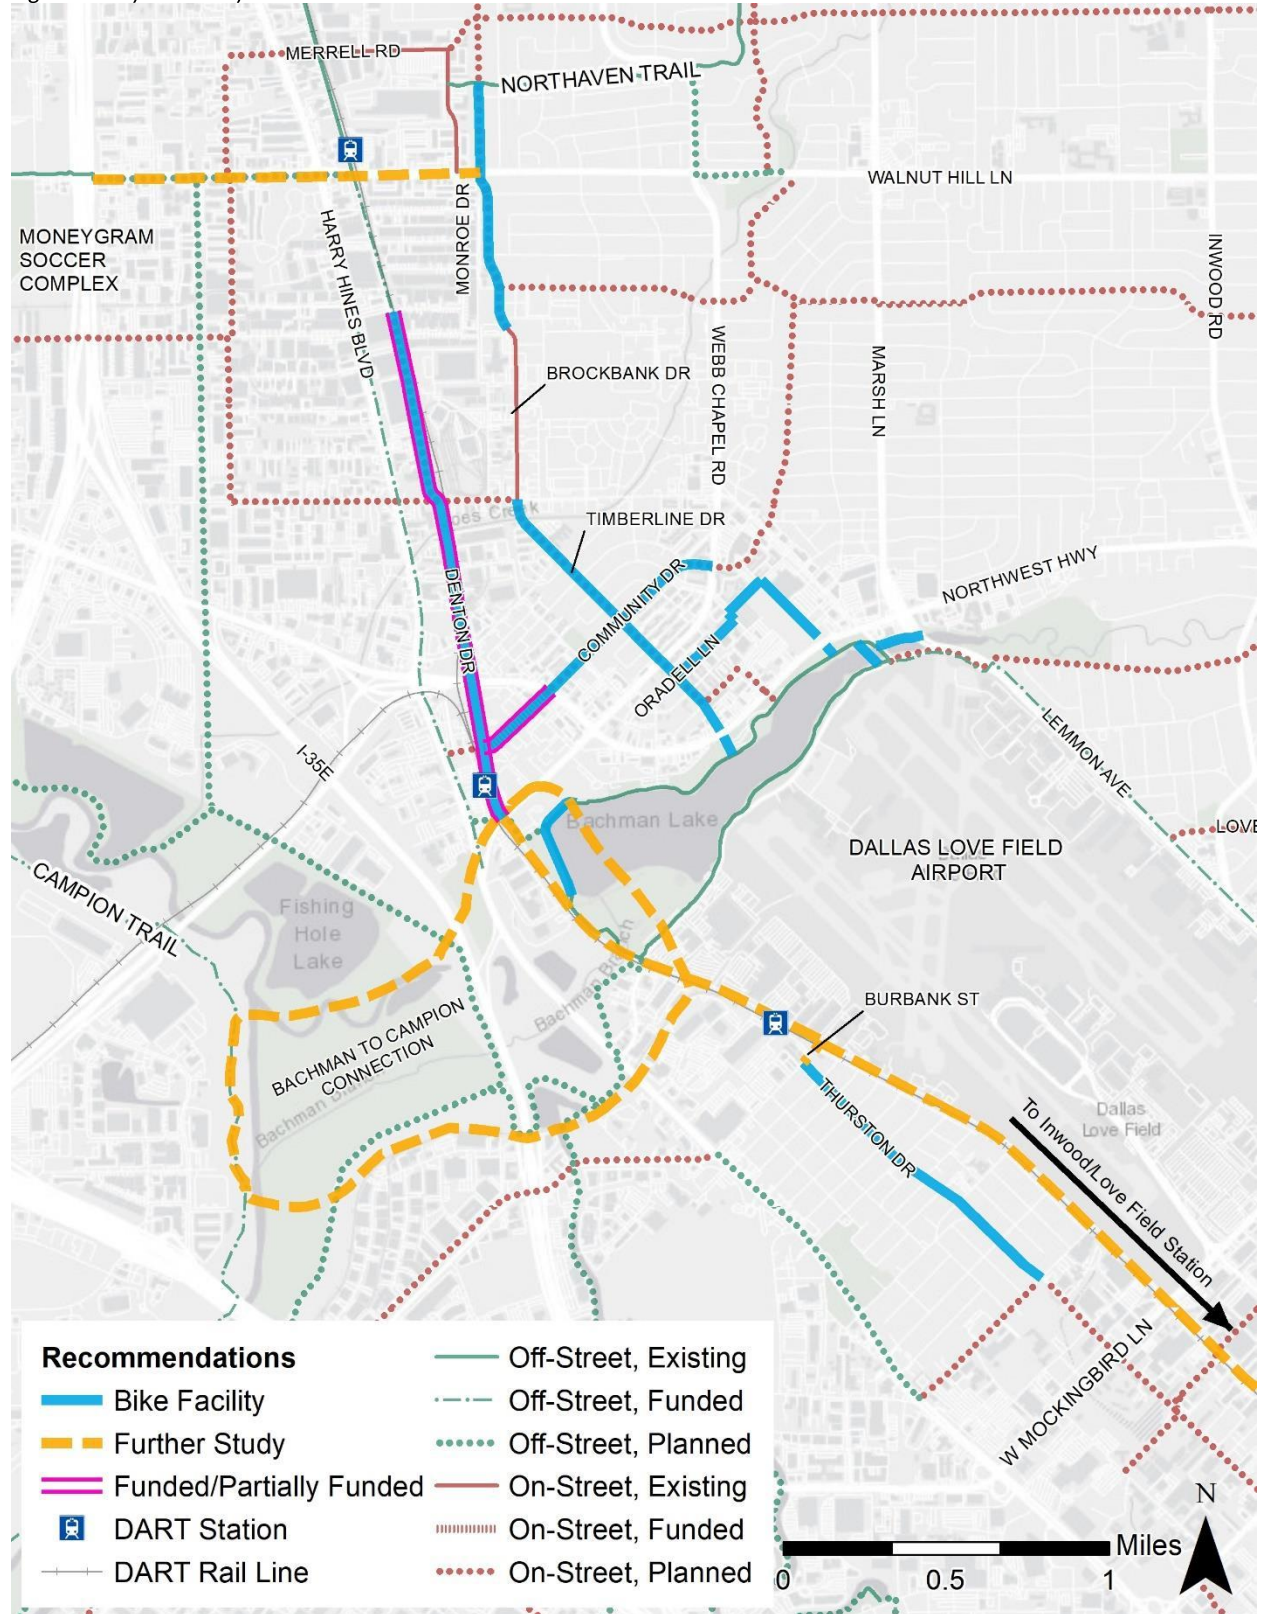 MERRELL RD
NORTHAVEN TRAIL
WALNUT HILL LN
MONEYGRAM
SOCCER
COMPLEX
HARRY HINES BLVD
MONROE DR
INWOOD RD
WEBB CHAPEL RD
MARSH LN
BROCKBANK DR
TIMBERLINE DR
DENTON DR
COMMUNITY DR
ORADELL LN
NORTHWEST HWY
LEMMON AVE
I-35E
Bachman Lake
DALLAS LOVE FIELD
AIRPORT
LOVE
CAMPION TRAIL
Fishing
Hole
Lake
Bachman Branch
BURBANK ST
BACHMAN TO CAMPION
CONNECTION
THURSTON DR
Dallas
Love Field
To Inwood/Love Field Station
W MOCKINGBIRD LN
Recommendations
Bike Facility
Further Study
Funded/Partially Funded
DART Station
DART Rail Line
Off-Street, Existing
Off-Street, Funded
Off-Street, Planned
On-Street, Existing
On-Street, Funded
On-Street, Planned
N
Miles
0 0.5 1